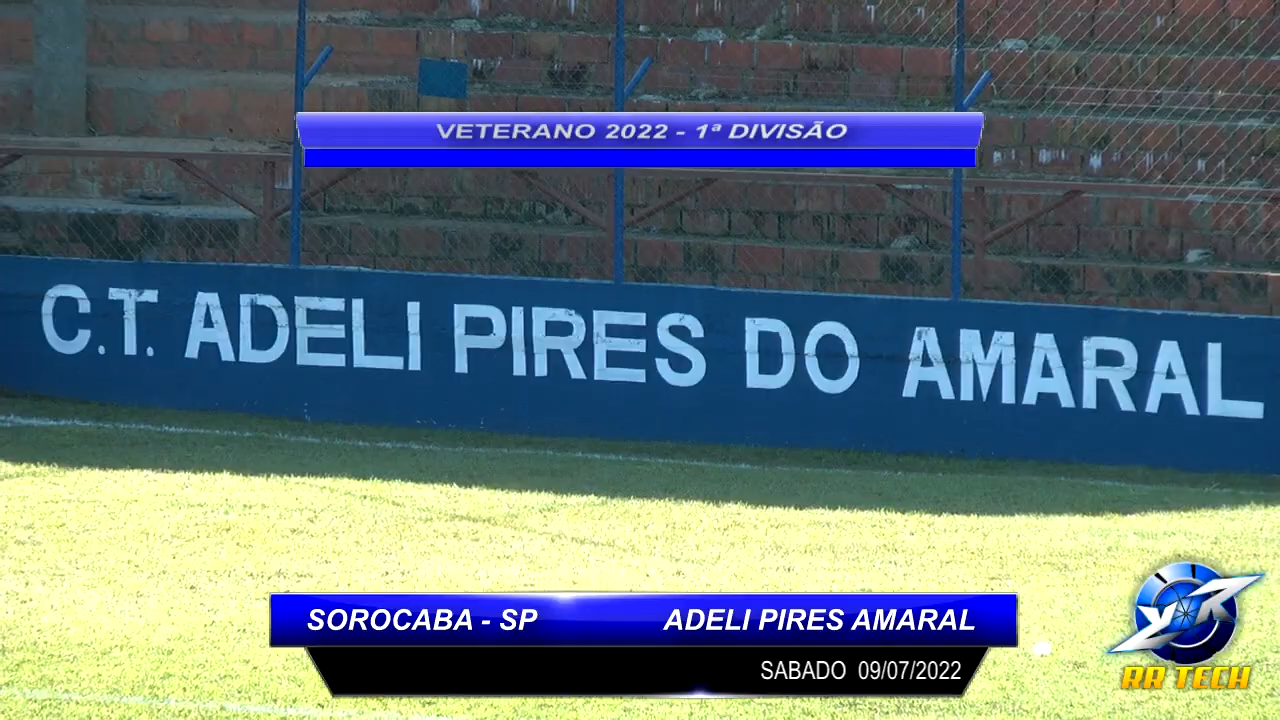 VETERANO 2022 - 1ª DIVISÃO
C.T. ADELI PIRES DO AMARAL
SOROCABA - SP ADELI PIRES AMARAL
SABADO 09/07/2022
RR TECH